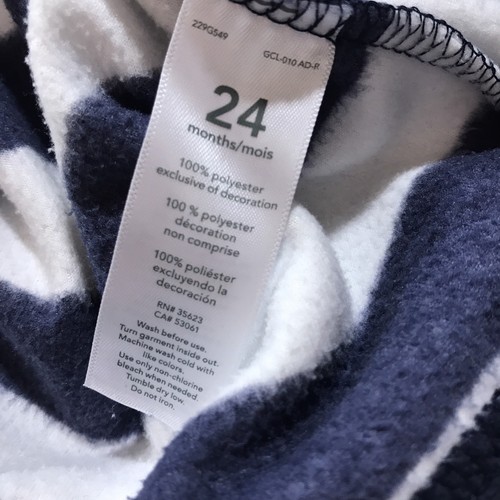 229G549
GCL-010 AD-R
24
months/mois
100% polyester
exclusive of decoration
100 % polyester
décoration
non comprise
100% poliéster
excluyendo la
decoración
RN# 35623
CA# 53061
Wash before use.
Turn garment inside out.
Machine wash cold with
like colors.
Use only non-chlorine
bleach when needed.
Tumble dry low.
Do not iron.